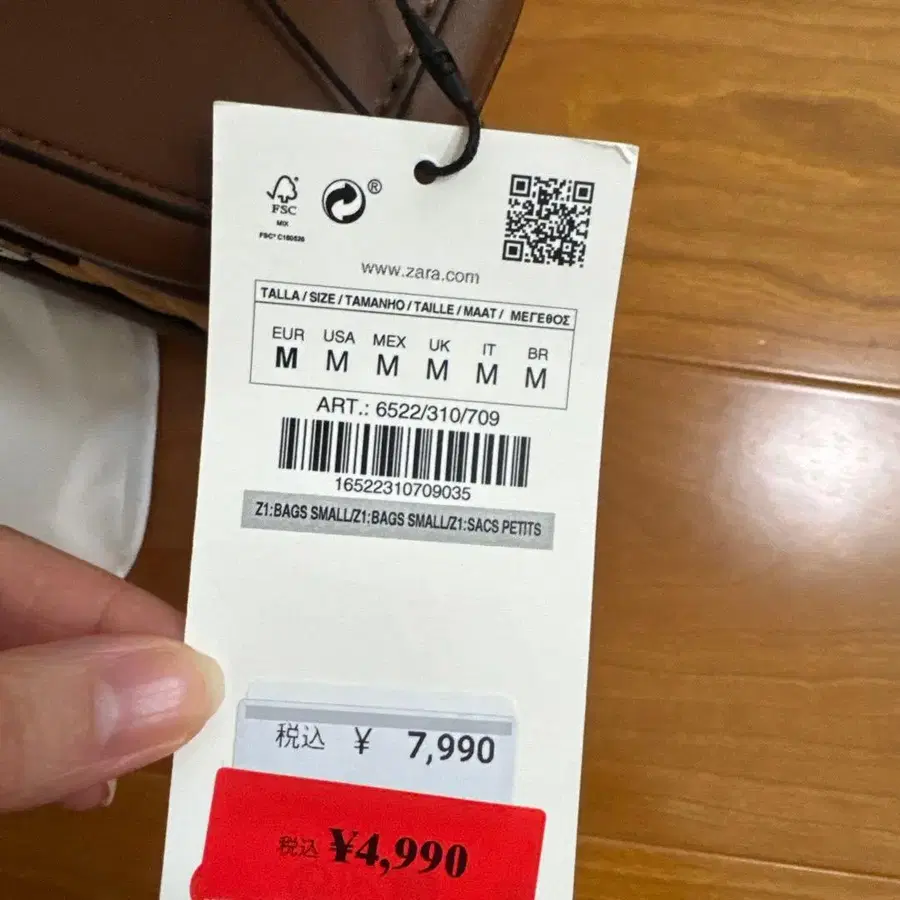 FSC
MIX
FSC® C160526
®
www.zara.com
TALLA / SIZE / TAMANHO / TAILLE / MAAT / ΜΕΓΕΘΟΣ
EUR USA MEX UK IT BR
M M M M M M
ART.: 6522/310/709
16522310709035
Z1:BAGS SMALL/Z1:BAGS SMALL/Z1:SACS PETITS
税込 ¥ 7,990
税込 ¥4,990